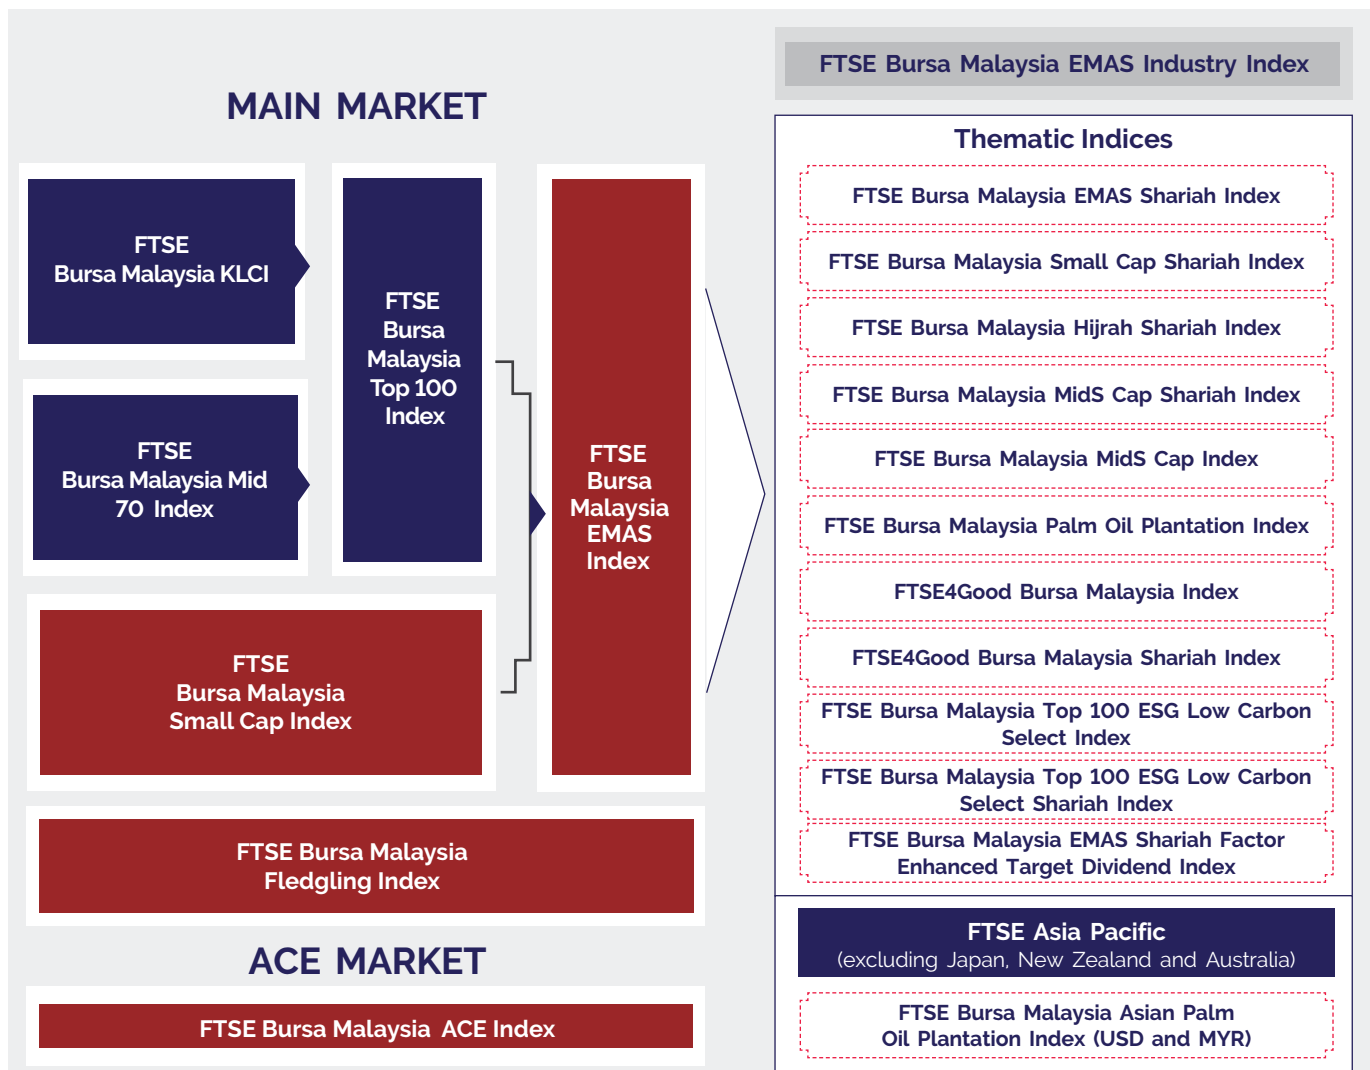 MAIN MARKET
FTSE
Bursa Malaysia KLCI
FTSE
Bursa Malaysia Mid
70 Index
FTSE
Bursa
Malaysia
Top 100
Index
FTSE
Bursa Malaysia
Small Cap Index
FTSE
Bursa
Malaysia
EMAS
Index
FTSE Bursa Malaysia
Fledgling Index
ACE MARKET
FTSE Bursa Malaysia ACE Index
FTSE Bursa Malaysia EMAS Industry Index
Thematic Indices
FTSE Bursa Malaysia EMAS Shariah Index
FTSE Bursa Malaysia Small Cap Shariah Index
FTSE Bursa Malaysia Hijrah Shariah Index
FTSE Bursa Malaysia MidS Cap Shariah Index
FTSE Bursa Malaysia MidS Cap Index
FTSE Bursa Malaysia Palm Oil Plantation Index
FTSE4Good Bursa Malaysia Index
FTSE4Good Bursa Malaysia Shariah Index
FTSE Bursa Malaysia Top 100 ESG Low Carbon
Select Index
FTSE Bursa Malaysia Top 100 ESG Low Carbon
Select Shariah Index
FTSE Bursa Malaysia EMAS Shariah Factor
Enhanced Target Dividend Index
FTSE Asia Pacific
(excluding Japan, New Zealand and Australia)
FTSE Bursa Malaysia Asian Palm
Oil Plantation Index (USD and MYR)